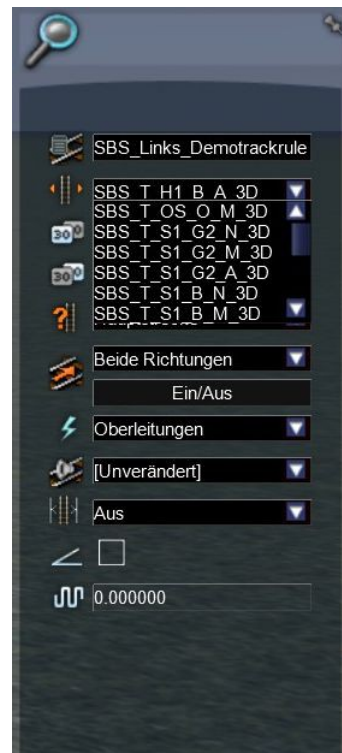 SBS_Links_Demotrackrule
SBS_T_H1_B_A_3D
SBS_T_OS_O_M_3D
SBS_T_S1_G2_N_3D
SBS_T_S1_G2_M_3D
SBS_T_S1_G2_A_3D
SBS_T_S1_B_N_3D
SBS_T_S1_B_M_3D
Beide Richtungen
Ein/Aus
Oberleitungen
[Unverändert]
Aus
0.000000